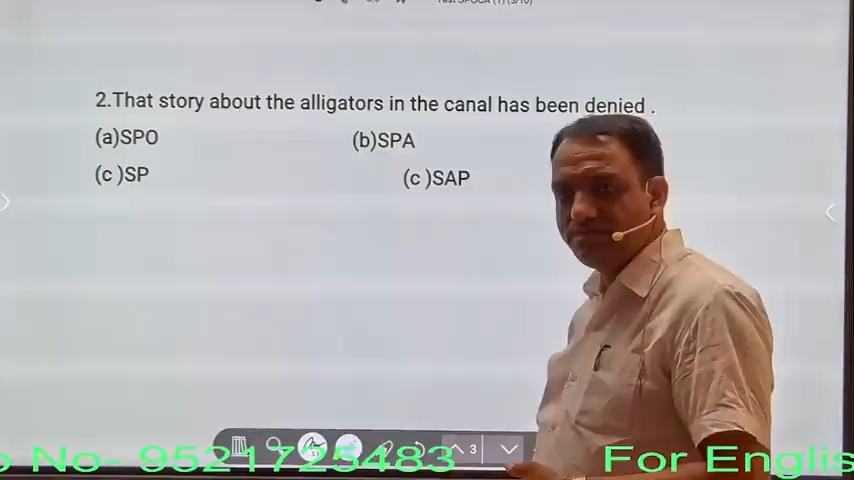 2.That story about the alligators in the canal has been denied .
(a)SPO (b)SPA
(c )SP (c )SAP
3
No- 9521725483 For Englis